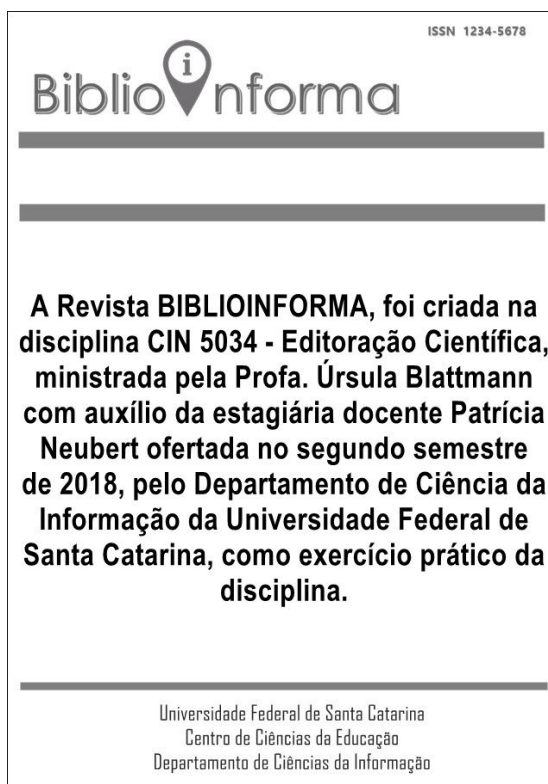 ISSN 1234-5678
i
Biblio nforma
A Revista BIBLIOINFORMA, foi criada na
disciplina CIN 5034 - Editoração Científica,
ministrada pela Profa. Úrsula Blattmann
com auxílio da estagiária docente Patrícia
Neubert ofertada no segundo semestre
de 2018, pelo Departamento de Ciência da
Informação da Universidade Federal de
Santa Catarina, como exercício prático da
disciplina.
Universidade Federal de Santa Catarina
Centro de Ciências da Educação
Departamento de Ciências da Informação